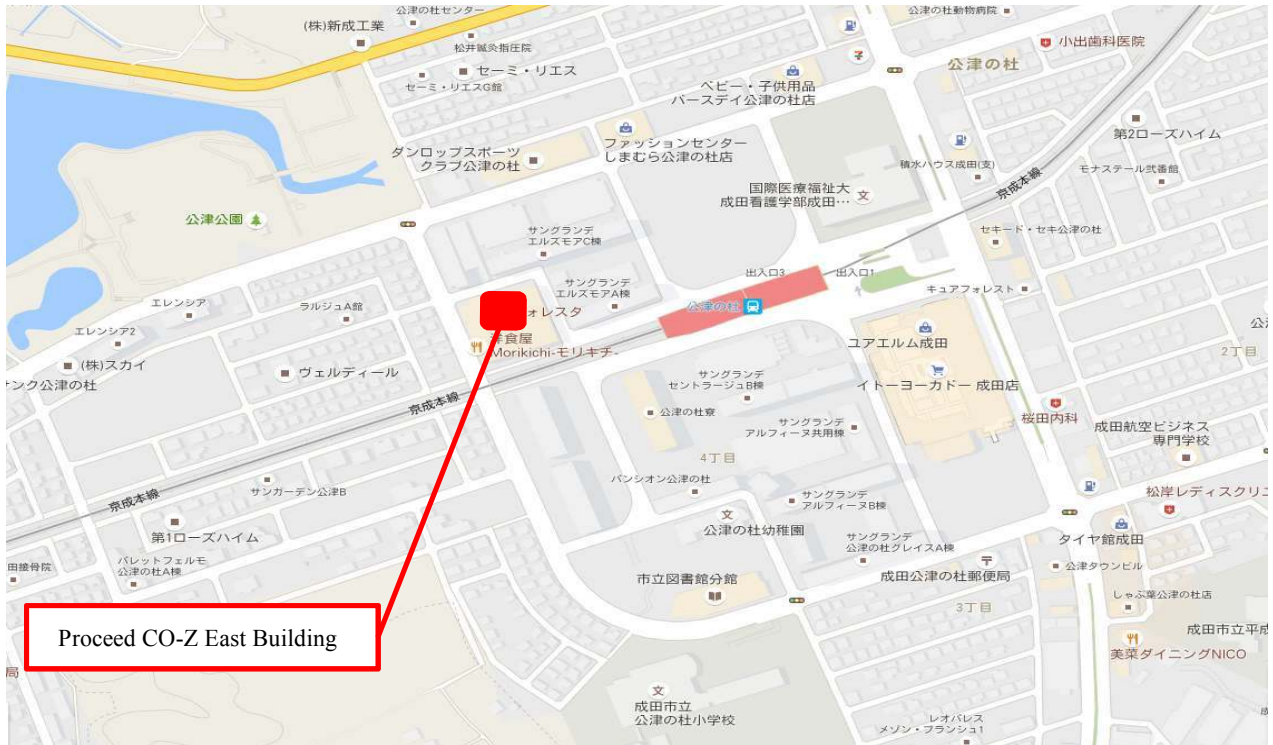 公津の杜センター
(株)新成工業
松井鍼灸指圧院
セーミ・リエス
セーミ・リエスG館
公津の杜動物病院
小出歯科医院
公津の杜
ベビー・子供用品
バースデイ公津の杜店
ファッションセンター
しまむら公津の杜店
ダンロップスポーツ
クラブ公津の杜
第2ローズハイム
積水ハウス成田(支)
モナステール弐番館
国際医療福祉大
成田看護学部成田…
京成本線
公津公園
サングランデ
エルズモアC棟
セキード・セキ公津の杜
出入口3
出入口1
サングランデ
エルズモアA棟
キュアフォレスト
エレンシア
ラルジュA館
公津の杜
ォレスタ
エレンシア2
洋食屋
Morikichi-モリキチ-
ユアエルム成田
公
2丁目
(株)スカイ
ヴェルディール
サングランデ
セントラージュB棟
イトーヨーカドー 成田店
ンク公津の杜
京成本線
公津の杜寮
サングランデ
アルフィーヌ共用棟
桜田内科
成田航空ビジネス
専門学校
4丁目
京成本線
サンガーデン公津B
パンシオン公津の杜
サングランデ
アルフィーヌB棟
松岸レディスクリニ
第1ローズハイム
公津の杜幼稚園
サングランデ
公津の杜グレイスA棟
タイヤ館成田
田接骨院
パレットフェルモ
公津の杜A棟
市立図書館分館
成田公津の杜郵便局
公津タウンビル
しゃぶ葉公津の杜店
3丁目
Proceed CO-Z East Building
成田市立平成
美菜ダイニングNICO
局
成田市立
公津の杜小学校
レオパレス
メゾン・ブランシュ1